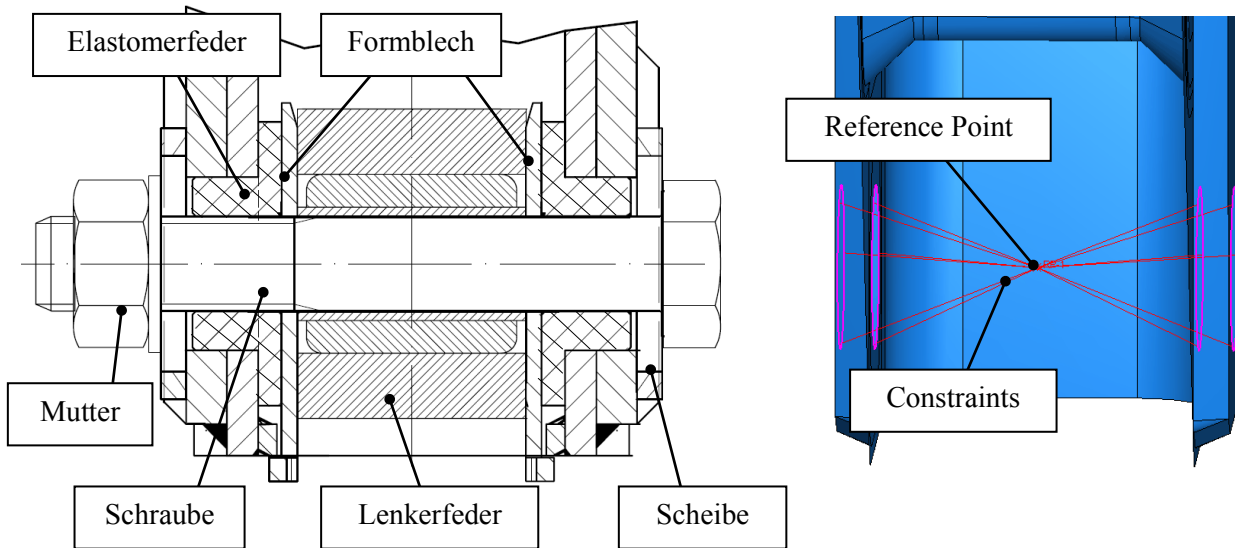 Elastomerfeder
Formblech
Reference Point
Constraints
Mutter
Schraube
Lenkerfeder
Scheibe